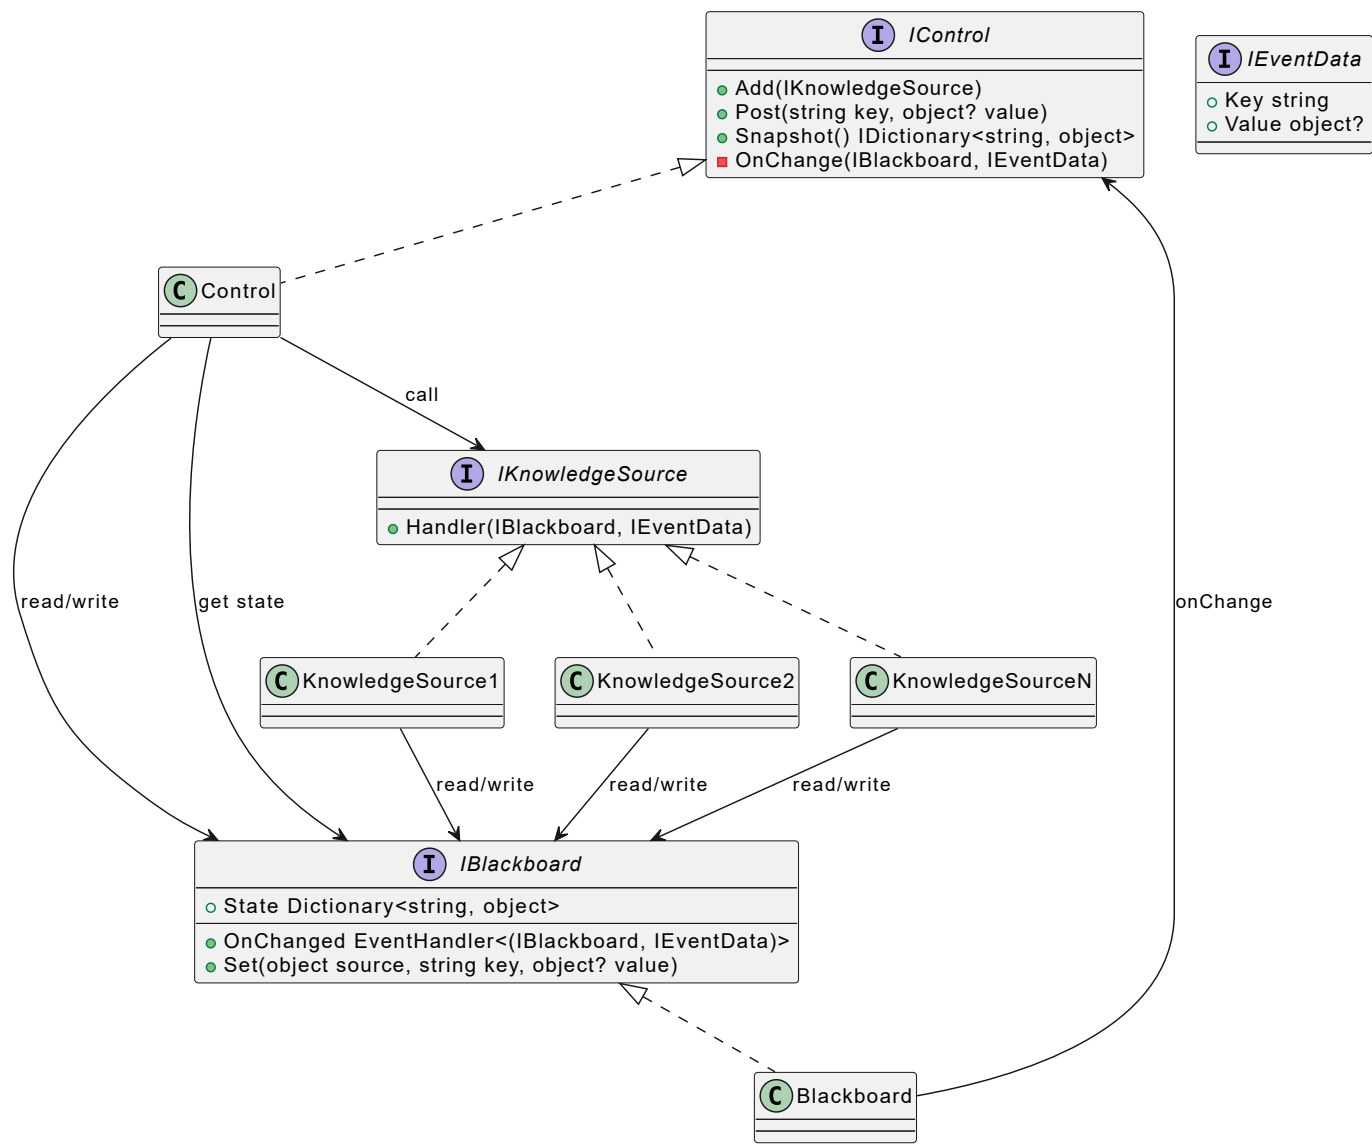 I IControl
Add(IKnowledgeSource)
Post(string key, object? value)
Snapshot() IDictionary<string, object>
OnChange(IBlackboard, IEventData)
I IEventData
Key string
Value object?
C Control
call
I IKnowledgeSource
Handler(IBlackboard, IEventData)
read/write
get state
onChange
C KnowledgeSource1
C KnowledgeSource2
C KnowledgeSourceN
read/write
read/write
read/write
I IBlackboard
State Dictionary<string, object>
OnChanged EventHandler<(IBlackboard, IEventData)>
Set(object source, string key, object? value)
C Blackboard